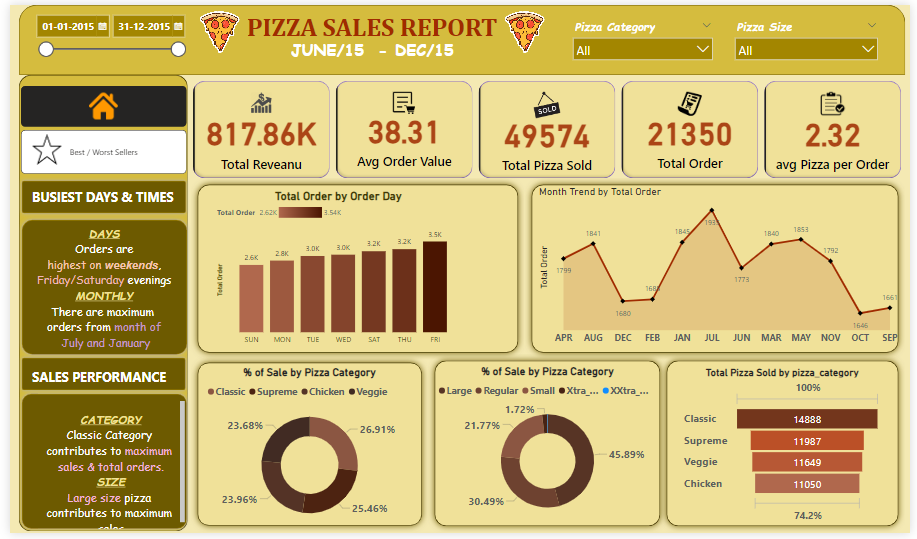 01-01-2015
31-12-2015
PIZZA SALES REPORT
JUNE/15 - DEC/15
Pizza Category
All
Pizza Size
All
Best / Worst Sellers
BUSIEST DAYS & TIMES
DAYS
Orders are
highest on weekends,
Friday/Saturday evenings
MONTHLY
There are maximum
orders from month of
July and January
SALES PERFORMANCE
CATEGORY
Classic Category
contributes to maximum
sales & total orders.
SIZE
Large size pizza
contributes to maximum
sales
817.86K
Total Reveanu
38.31
Avg Order Value
SOLD
49574
Total Pizza Sold
21350
Total Order
2.32
avg Pizza per Order
Total Order by Order Day
Total Order 2.62K 3.54K
Total Order
2.6K 2.8K 3.0K 3.0K 3.2K 3.2K 3.5K
SUN MON TUE WED SAT THU FRI
Month Trend by Total Order
Total Order
1799 1841 1680 1685 1845 1935 1773 1840 1853 1792 1646 1661
APR AUG DEC FEB JAN JUL JUN MAR MAY NOV OCT SEP
% of Sale by Pizza Category
Classic Supreme Chicken Veggie
23.68% 26.91%
23.96% 25.46%
% of Sale by Pizza Category
Large Regular Small Xtra_... XXtra_...
1.72%
21.77%
45.89%
30.49%
Total Pizza Sold by pizza_category
100%
Classic 14888
Supreme 11987
Veggie 11649
Chicken 11050
74.2%